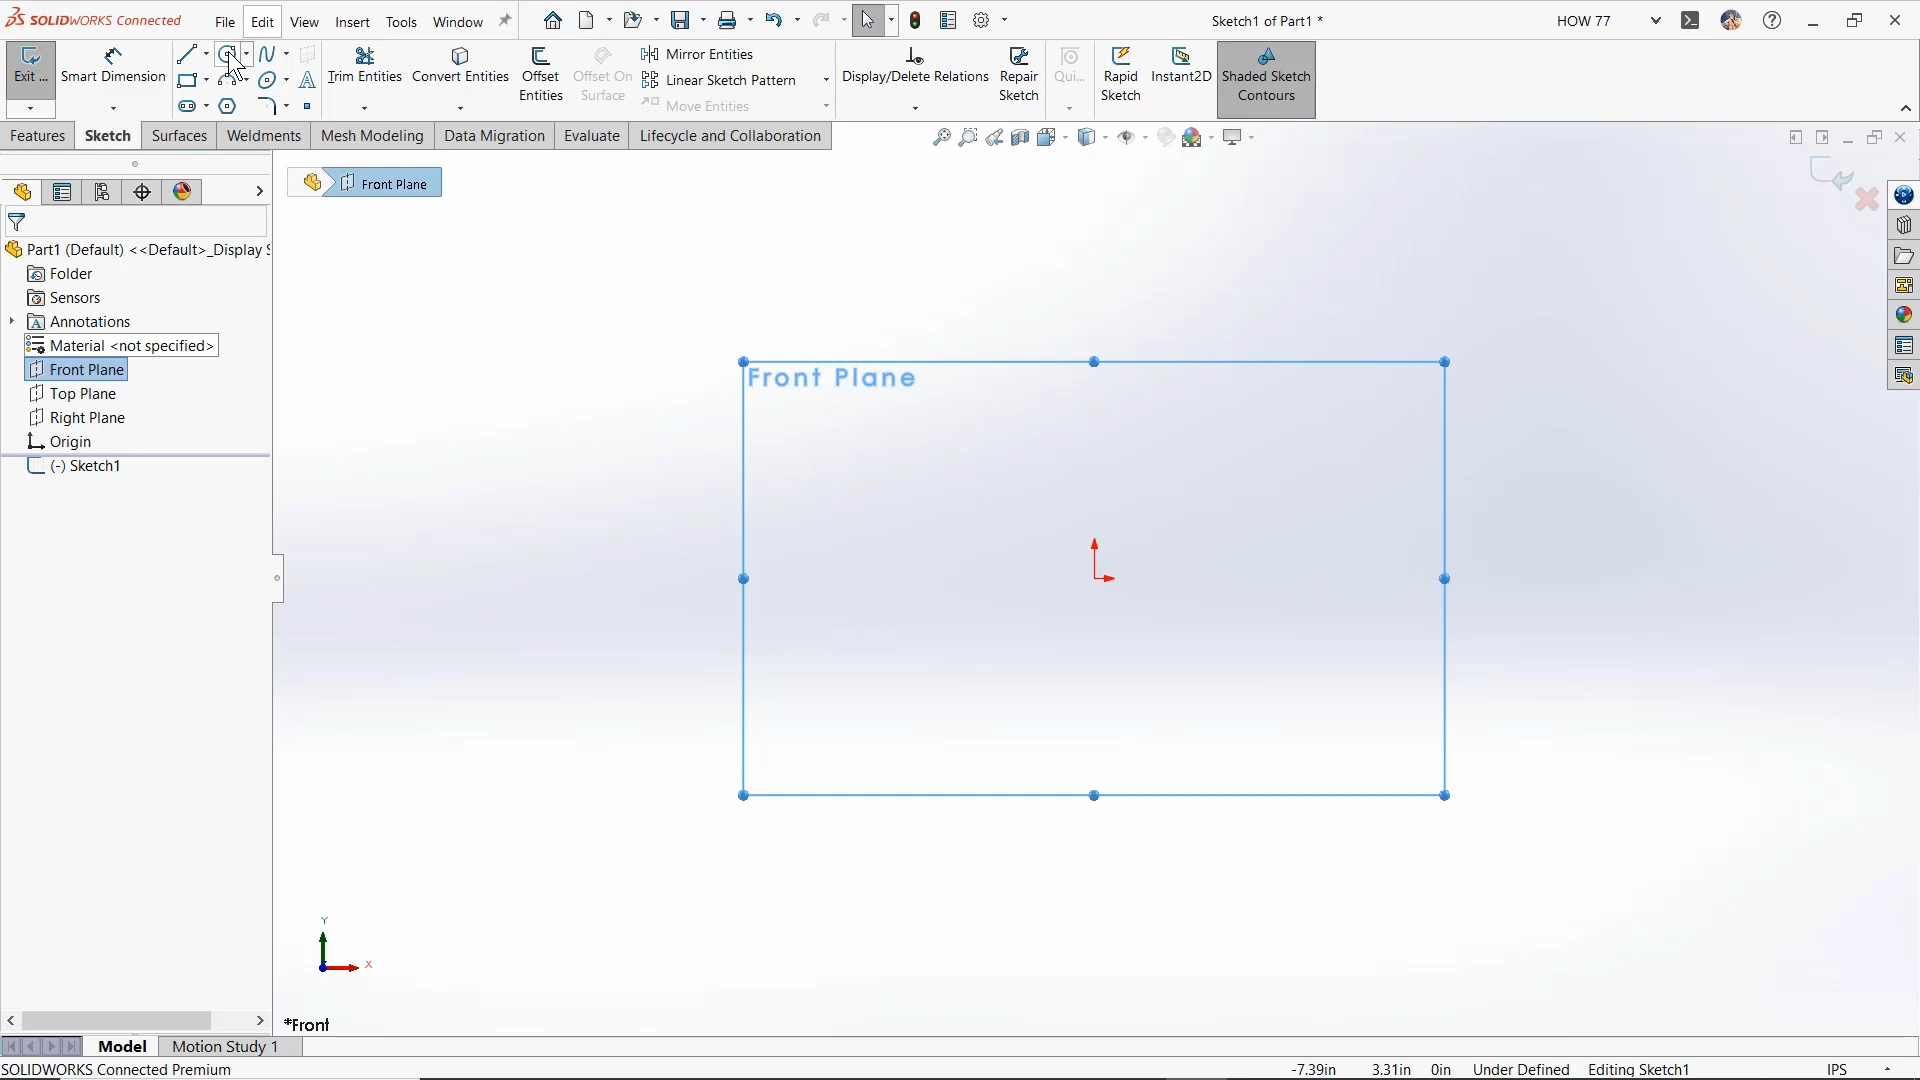 SOLIDWORKS Connected
File
Edit
View
Insert
Tools
Window
Sketch1 of Part1 *
HOW 77
Exit ...
Smart Dimension
Trim Entities
Convert Entities
Offset
Entities
Offset On
Surface
Mirror Entities
Linear Sketch Pattern
Move Entities
Display/Delete Relations
Repair
Sketch
Qui...
Rapid
Sketch
Instant2D
Shaded Sketch
Contours
Features
Sketch
Surfaces
Weldments
Mesh Modeling
Data Migration
Evaluate
Lifecycle and Collaboration
Front Plane
Part1 (Default) <<Default>_Display S
Folder
Sensors
Annotations
Material <not specified>
Front Plane
Top Plane
Right Plane
Origin
(-) Sketch1
Front Plane
Y
X
*Front
Model
Motion Study 1
SOLIDWORKS Connected Premium
-7.39in
3.31in
0in
Under Defined
Editing Sketch1
IPS